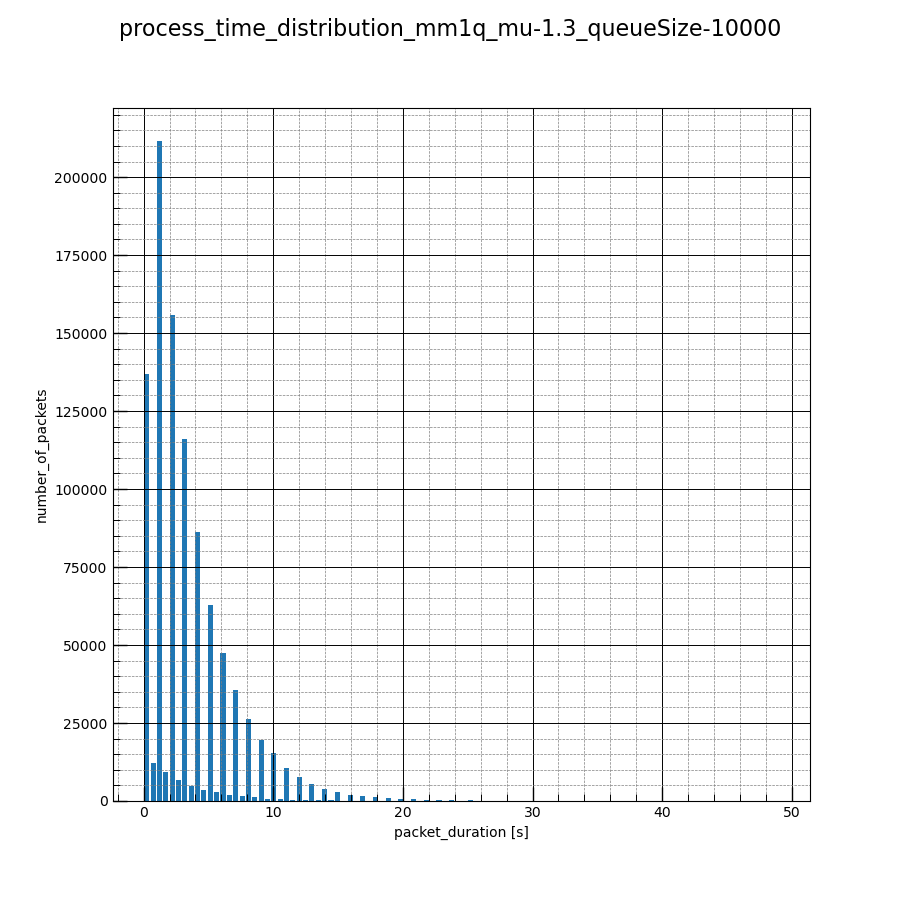 process_time_distribution_mm1q_mu-1.3_queueSize-10000
200000
175000
150000
125000
100000
75000
50000
25000
0
number_of_packets
0 10 20 30 40 50
packet_duration [s]